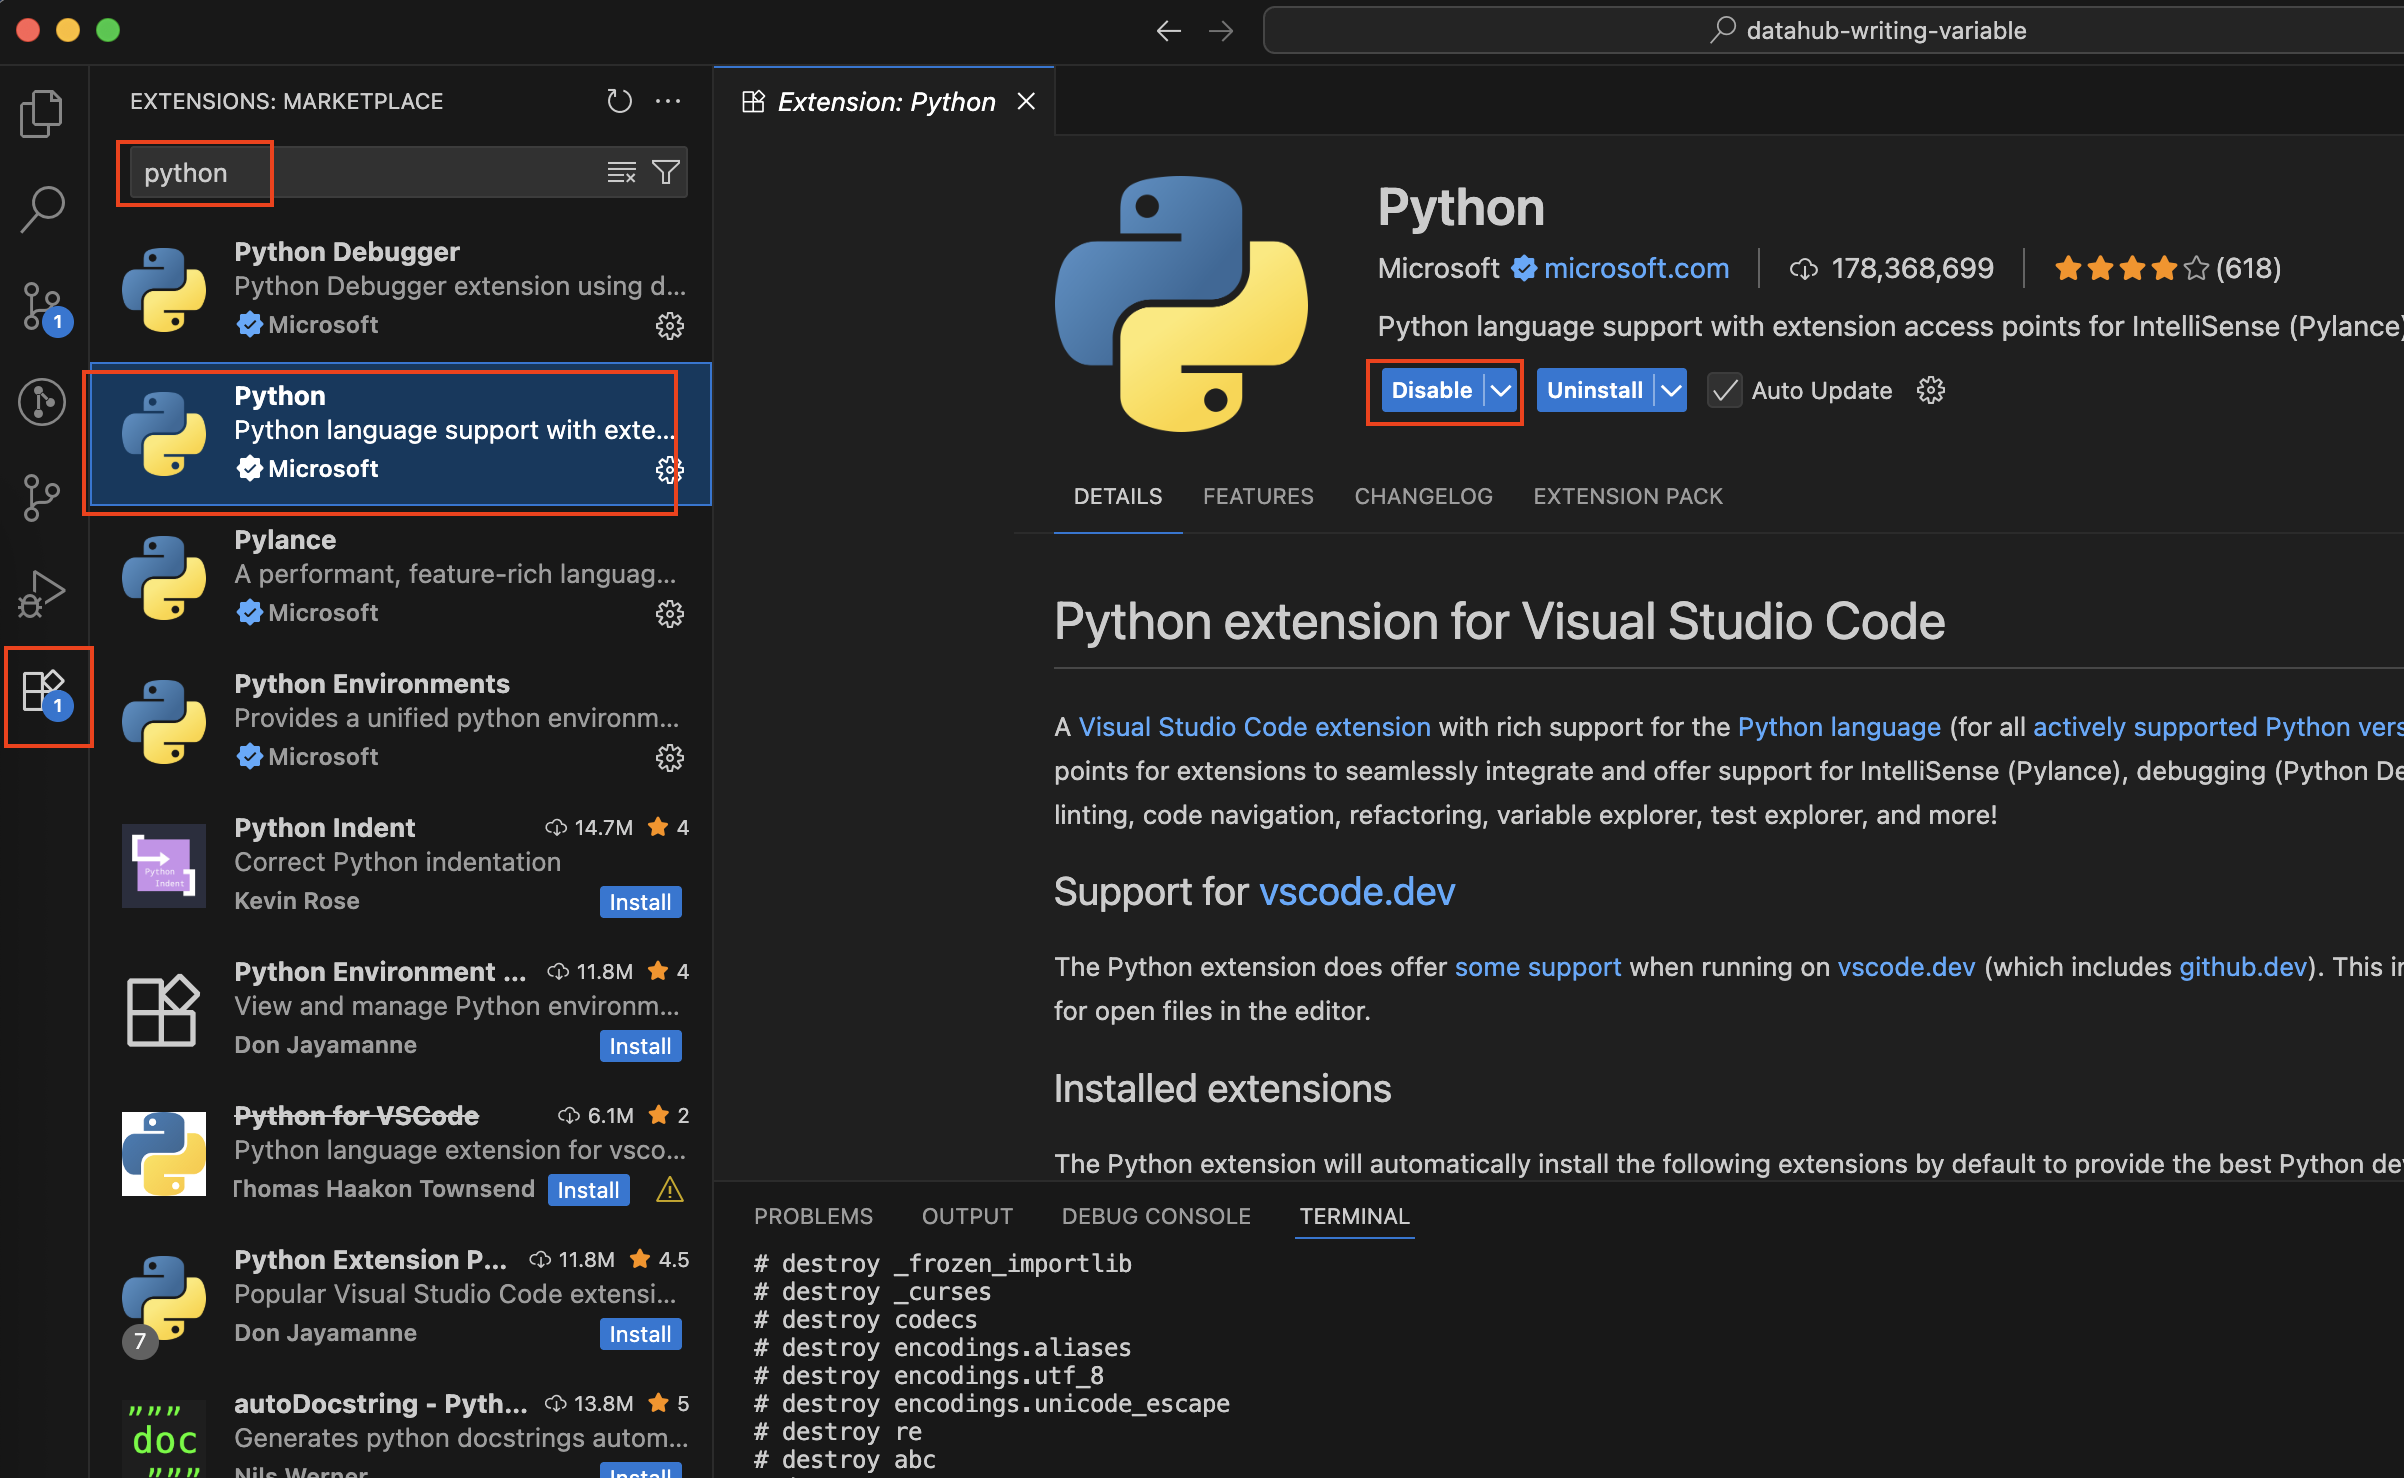 datahub-writing-variable
EXTENSIONS: MARKETPLACE
python
Python Debugger
Python Debugger extension using d...
Microsoft
Python
Python language support with exte...
Microsoft
Pylance
A performant, feature-rich languag...
Microsoft
Python Environments
Provides a unified python environm...
Microsoft
Python Indent 14.7M 4
Correct Python indentation
Kevin Rose Install
Python Indent
Python Environment ... 11.8M 4
View and manage Python environm...
Don Jayamanne Install
Python for VSCode 6.1M 2
Python language extension for vsco...
Thomas Haakon Townsend Install
Python Extension P... 11.8M 4.5
Popular Visual Studio Code extensi...
Don Jayamanne Install
7
autoDocstring - Pyth... 13.8M 5
Generates python docstrings autom...
Nils Werner Install
"""
doc
"""
1
1
Extension: Python
Python
Microsoft microsoft.com 178,368,699 (618)
Python language support with extension access points for IntelliSense (Pylance)
Disable Uninstall Auto Update
DETAILS FEATURES CHANGELOG EXTENSION PACK
Python extension for Visual Studio Code
A Visual Studio Code extension with rich support for the Python language (for all actively supported Python vers
points for extensions to seamlessly integrate and offer support for IntelliSense (Pylance), debugging (Python De
linting, code navigation, refactoring, variable explorer, test explorer, and more!
Support for vscode.dev
The Python extension does offer some support when running on vscode.dev (which includes github.dev). This in
for open files in the editor.
Installed extensions
The Python extension will automatically install the following extensions by default to provide the best Python dev
PROBLEMS OUTPUT DEBUG CONSOLE TERMINAL
# destroy _frozen_importlib
# destroy _curses
# destroy codecs
# destroy encodings.aliases
# destroy encodings.utf_8
# destroy encodings.unicode_escape
# destroy re
# destroy abc